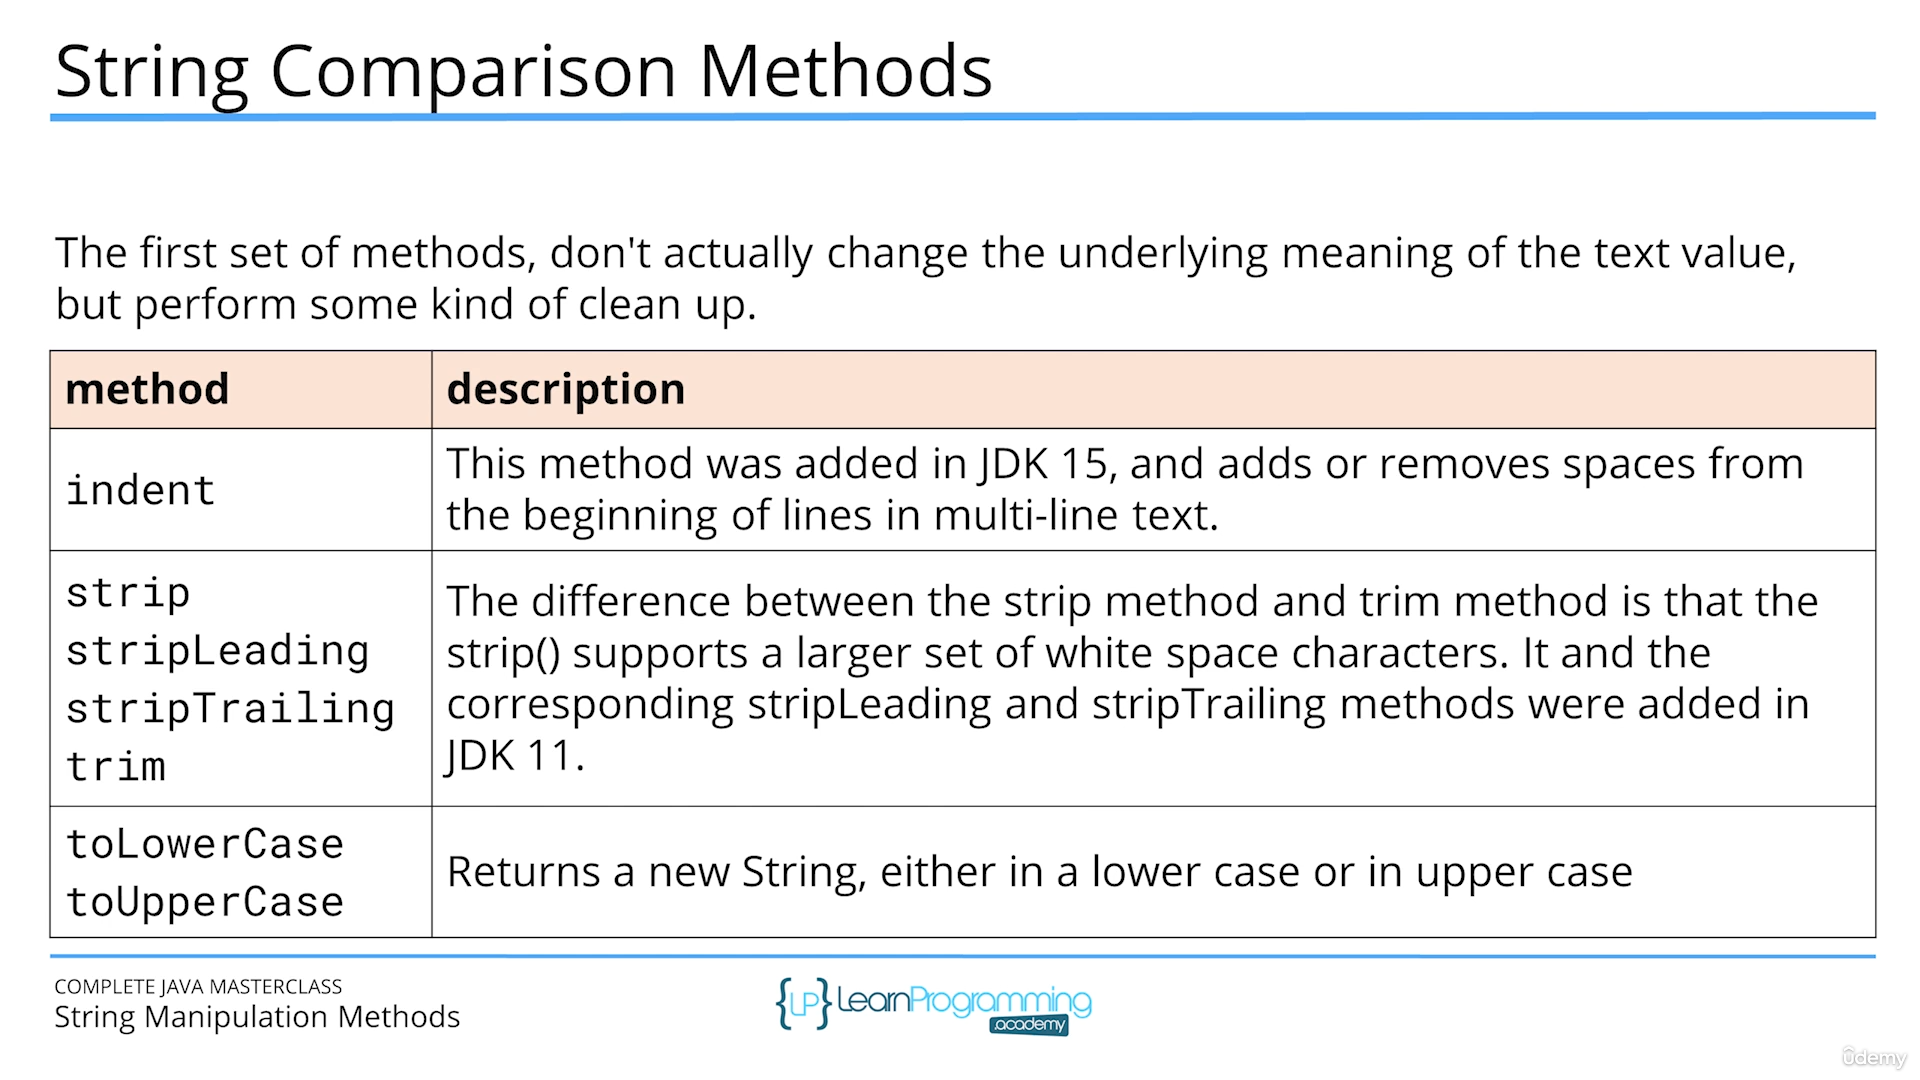 String Comparison Methods
The first set of methods, don't actually change the underlying meaning of the text value,
but perform some kind of clean up.
method
description
indent
This method was added in JDK 15, and adds or removes spaces from
the beginning of lines in multi-line text.
strip
stripLeading
stripTrailing
trim
The difference between the strip method and trim method is that the
strip() supports a larger set of white space characters. It and the
corresponding stripLeading and stripTrailing methods were added in
JDK 11.
toLowerCase
toUpperCase
Returns a new String, either in a lower case or in upper case
COMPLETE JAVA MASTERCLASS
String Manipulation Methods
{LP} LearnProgramming
.academy
ûdemy